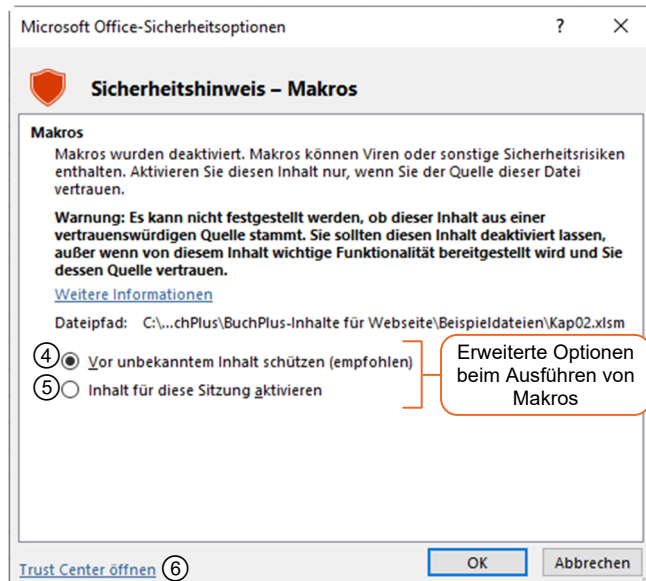 Microsoft Office-Sicherheitsoptionen ? ✕
Sicherheitshinweis – Makros
Makros
Makros wurden deaktiviert. Makros können Viren oder sonstige Sicherheitsrisiken
enthalten. Aktivieren Sie diesen Inhalt nur, wenn Sie der Quelle dieser Datei
vertrauen.
Warnung: Es kann nicht festgestellt werden, ob dieser Inhalt aus einer
vertrauenswürdigen Quelle stammt. Sie sollten diesen Inhalt deaktiviert lassen,
außer wenn von diesem Inhalt wichtige Funktionalität bereitgestellt wird und Sie
dessen Quelle vertrauen.
Weitere Informationen
Dateipfad: C:\...chPlus\BuchPlus-Inhalte für Webseite\Beispieldateien\Kap02.xlsm
④ Vor unbekanntem Inhalt schützen (empfohlen)
⑤ Inhalt für diese Sitzung aktivieren
Erweiterte Optionen
beim Ausführen von
Makros
Trust Center öffnen ⑥
OK
Abbrechen